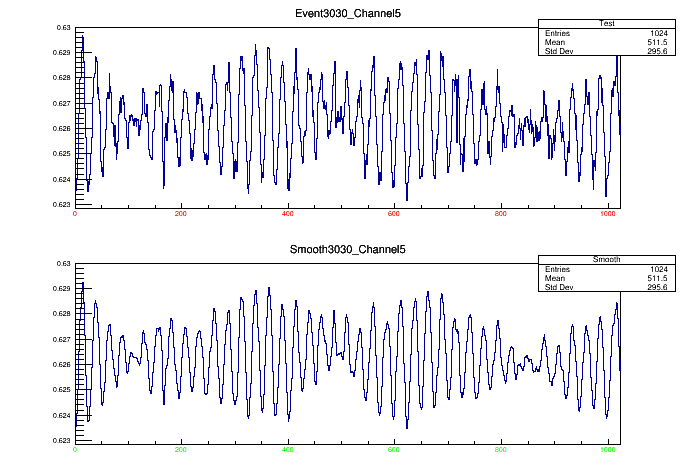 Event3030_Channel5
Test
Entries 1024
Mean 511.5
Std Dev 295.6
0.63
0.629
0.628
0.627
0.626
0.625
0.624
0.623
0 200 400 600 800 1000
Smooth3030_Channel5
Smooth
Entries 1024
Mean 511.5
Std Dev 295.6
0.63
0.629
0.628
0.627
0.626
0.625
0.624
0.623
0 200 400 600 800 1000